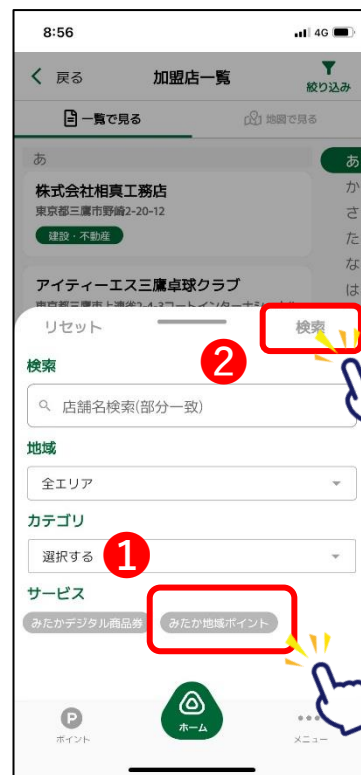 8:56 4G
戻る 加盟店一覧 絞り込み
一覧で見る 地図で見る
あ あ
株式会社相真工務店 か
東京都三鷹市野崎2-20-12 さ
建設・不動産 た
な
アイティーエス三鷹卓球クラブ は
リセット 検索
検索 2
店舗名検索(部分一致)
地域
全エリア
カテゴリ
選択する 1
サービス
みたかデジタル商品券 みたか地域ポイント
P
ポイント ホーム メニュー